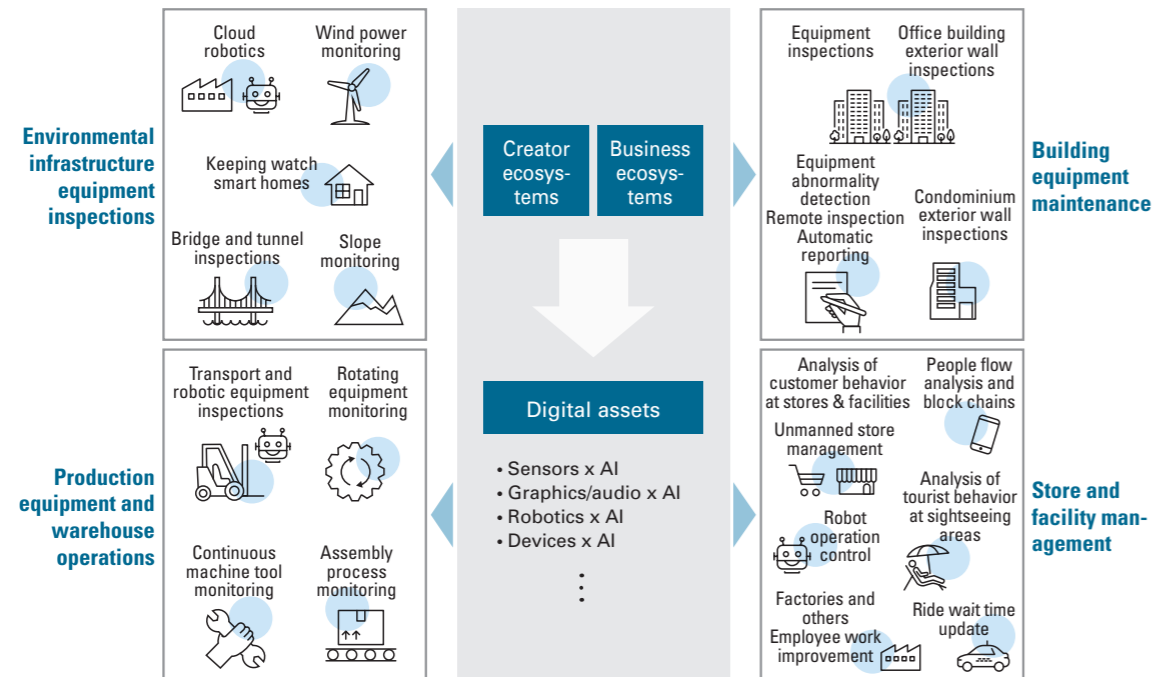 Environmental
infrastructure
equipment
inspections
Cloud
robotics
Wind power
monitoring
Keeping watch
smart homes
Bridge and tunnel
inspections
Slope
monitoring
Production
equipment and
warehouse
operations
Transport and
robotic equipment
inspections
Rotating
equipment
monitoring
Continuous
machine tool
monitoring
Assembly
process
monitoring
Creator
ecosys-
tems
Business
ecosys-
tems
Digital assets
• Sensors x AI
• Graphics/audio x AI
• Robotics x AI
• Devices x AI
Equipment
inspections
Office building
exterior wall
inspections
Equipment
abnormality
detection
Remote inspection
Automatic
reporting
Condominium
exterior wall
inspections
Building
equipment
maintenance
Analysis of
customer behavior
at stores & facilities
People flow
analysis and
block chains
Unmanned store
management
Analysis of
tourist behavior
at sightseeing
areas
Robot
operation
control
Factories and
others
Employee work
improvement
Ride wait time
update
Store and
facility man-
agement